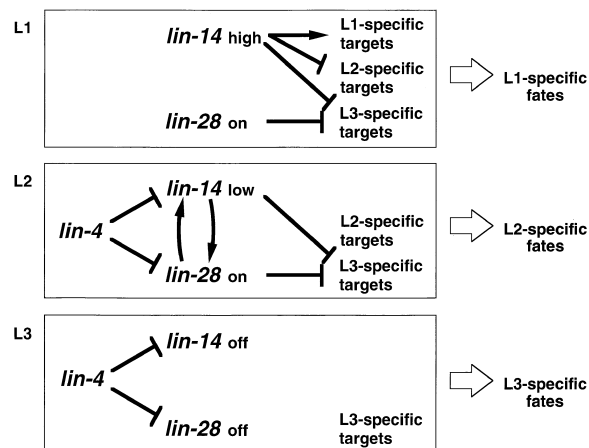 L1
lin-14 high
L1-specific
targets
L2-specific
targets
lin-28 on
L3-specific
targets
L1-specific
fates
L2
lin-14 low
lin-4
L2-specific
targets
lin-28 on
L3-specific
targets
L2-specific
fates
L3
lin-14 off
lin-4
lin-28 off
L3-specific
targets
L3-specific
fates